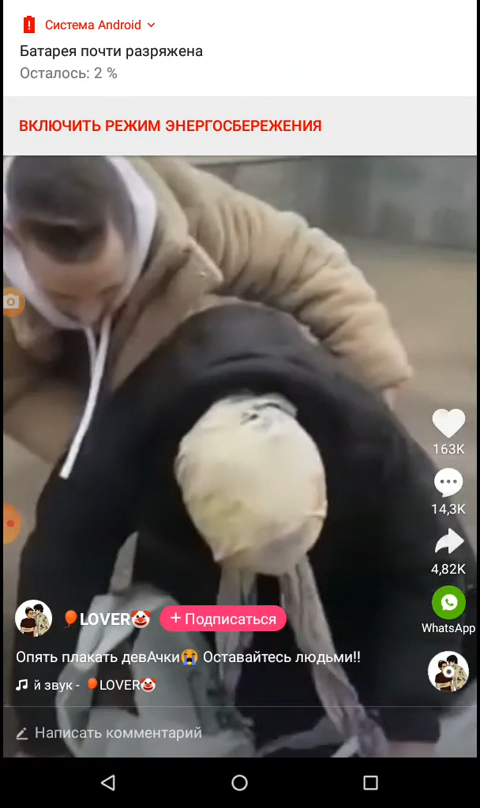 Система Android
Батарея почти разряжена
Осталось: 2 %
ВКЛЮЧИТЬ РЕЖИМ ЭНЕРГОСБЕРЕЖЕНИЯ
163K
14,3K
4,82K
🎈LOVER🤡
+ Подписаться
WhatsApp
Опять плакать девАчки😭 Оставайтесь людьми!!
й звук - 🎈LOVER🤡
Написать комментарий